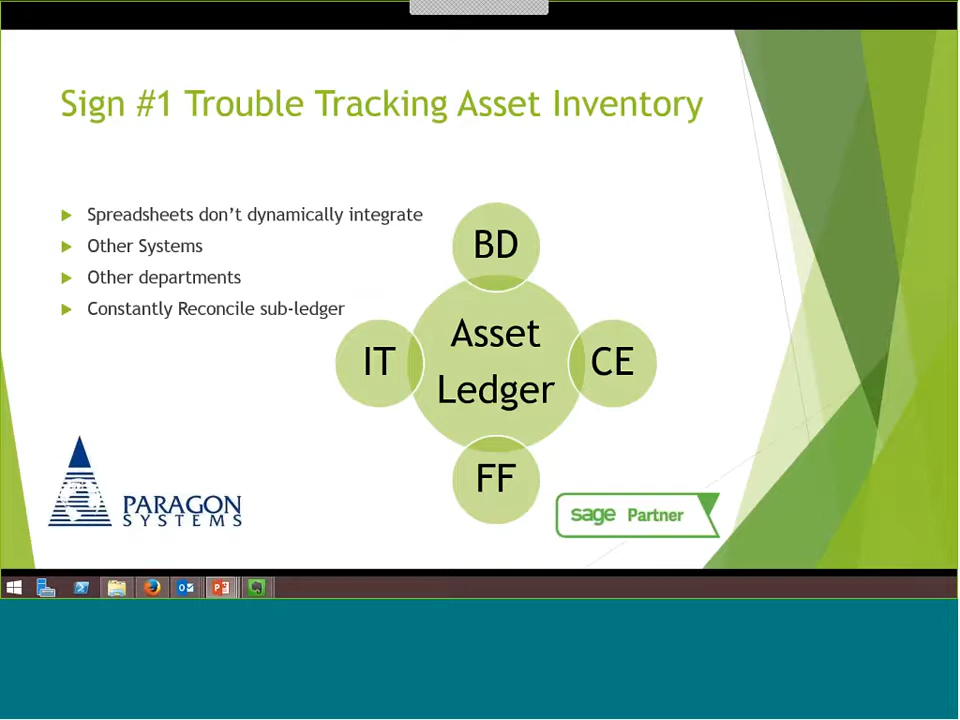 Sign #1 Trouble Tracking Asset Inventory
Spreadsheets don't dynamically integrate
Other Systems
Other departments
Constantly Reconcile sub-ledger
BD
Asset
Ledger
IT
CE
FF
PARAGON
SYSTEMS
sage Partner